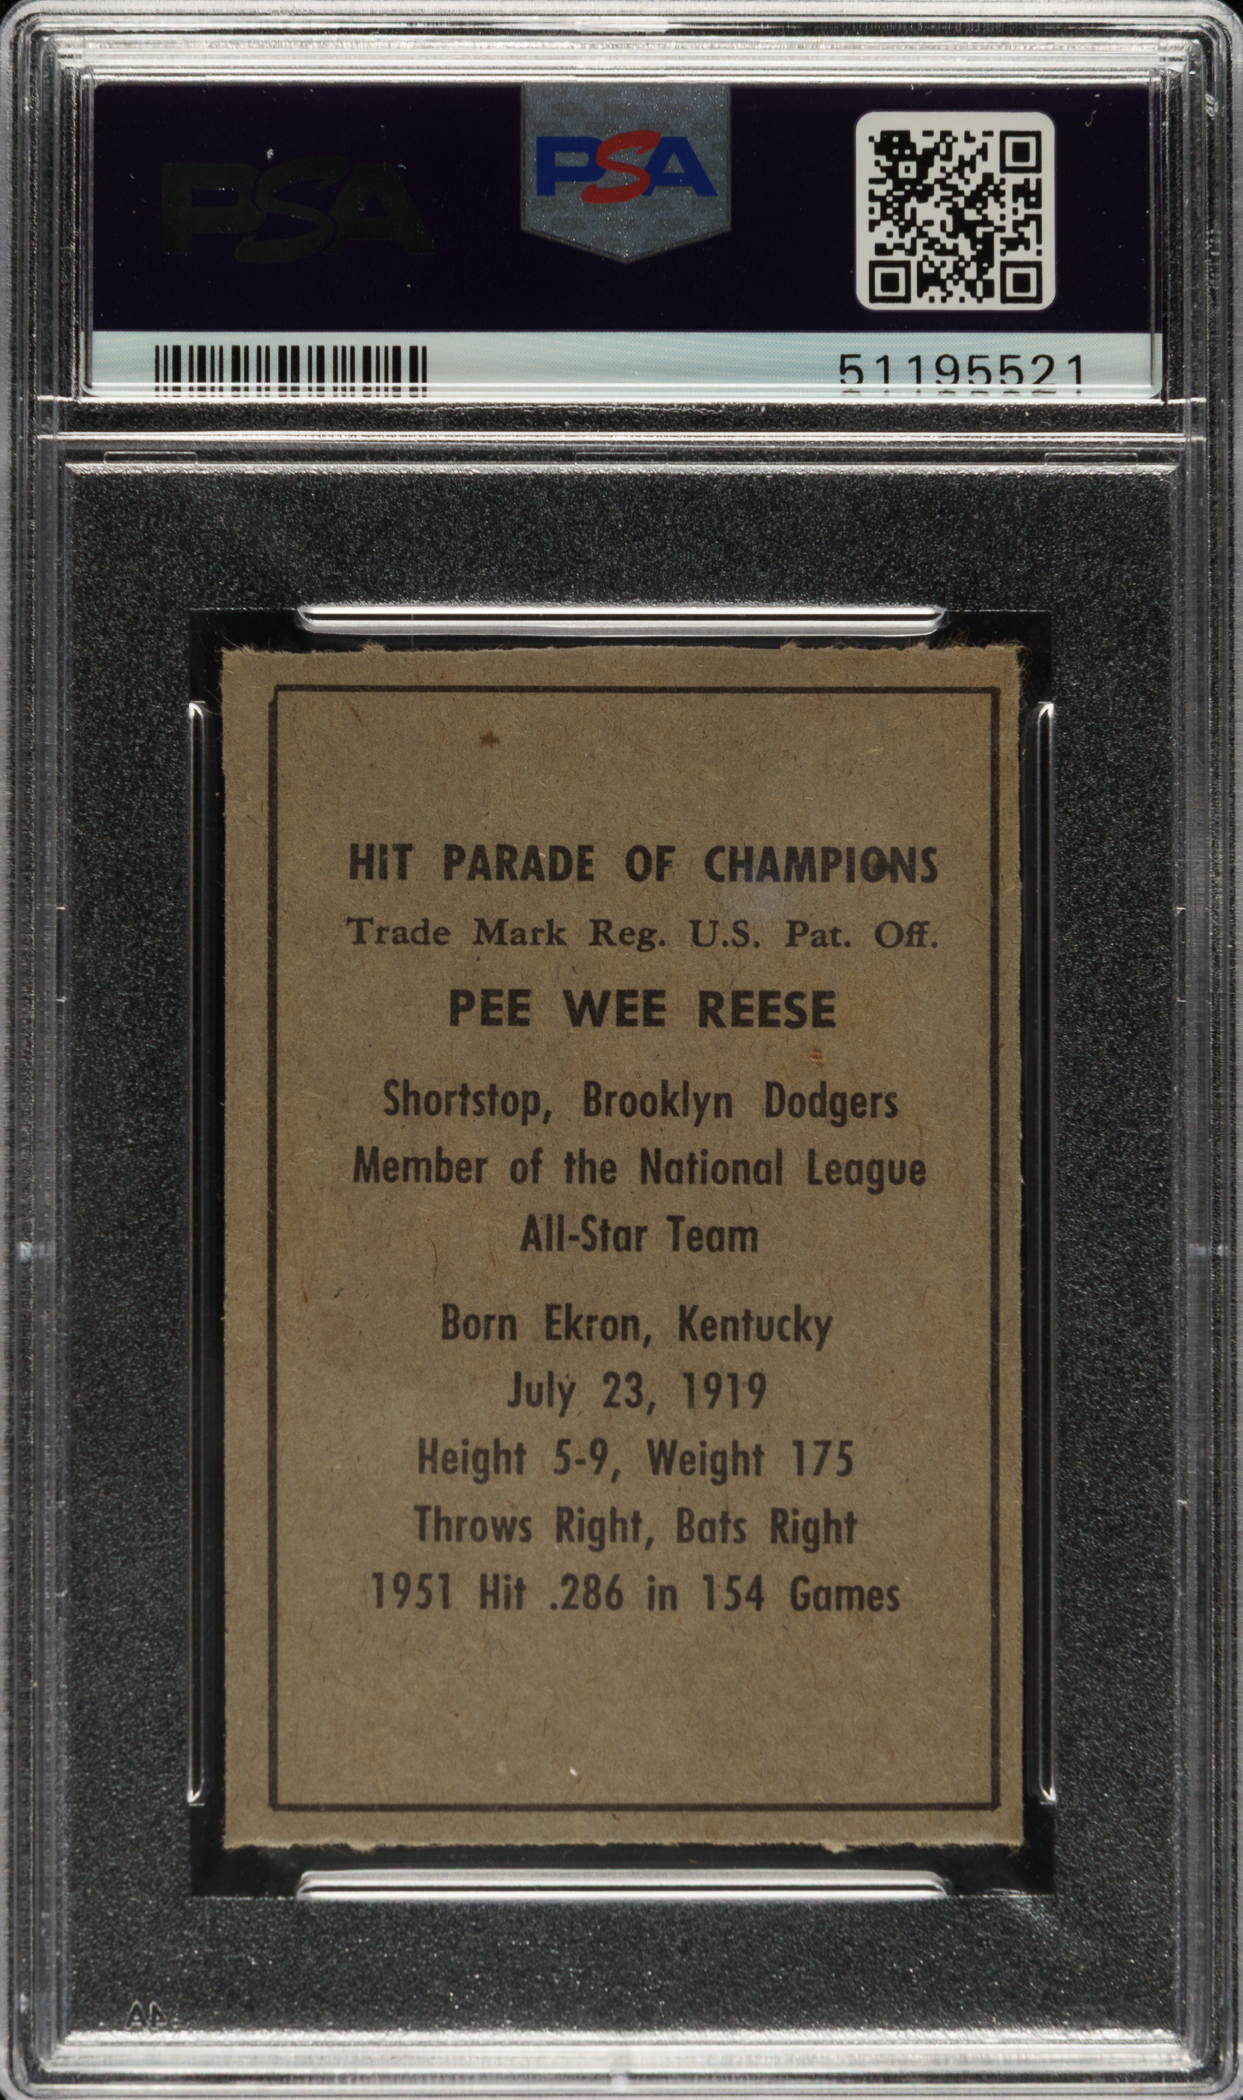 PSA
PSA
51195521
HIT PARADE OF CHAMPIONS
Trade Mark Reg. U.S. Pat. Off.
PEE WEE REESE
Shortstop, Brooklyn Dodgers
Member of the National League
All-Star Team
Born Ekron, Kentucky
July 23, 1919
Height 5-9, Weight 175
Throws Right, Bats Right
1951 Hit .286 in 154 Games